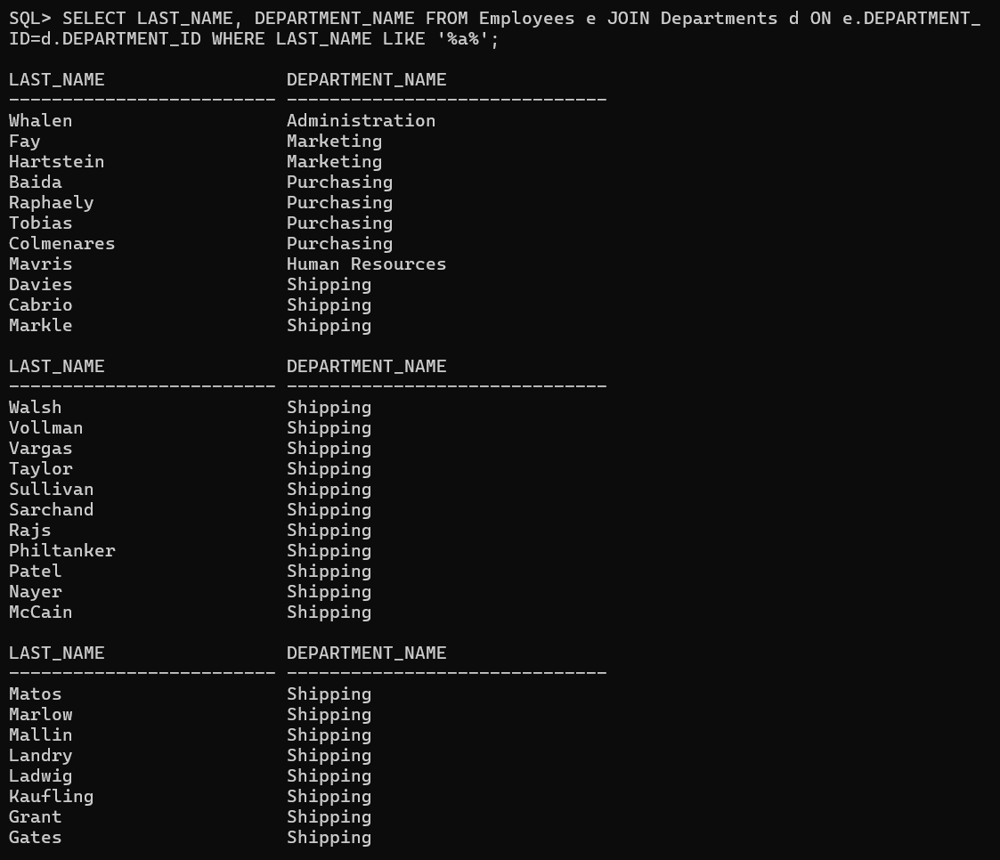 SQL> SELECT LAST_NAME, DEPARTMENT_NAME FROM Employees e JOIN Departments d ON e.DEPARTMENT_
ID=d.DEPARTMENT_ID WHERE LAST_NAME LIKE '%a%';
LAST_NAME                 DEPARTMENT_NAME
------------------------- ------------------------------
Whalen                    Administration
Fay                       Marketing
Hartstein                 Marketing
Baida                     Purchasing
Raphaely                  Purchasing
Tobias                    Purchasing
Colmenares                Purchasing
Mavris                    Human Resources
Davies                    Shipping
Cabrio                    Shipping
Markle                    Shipping
LAST_NAME                 DEPARTMENT_NAME
------------------------- ------------------------------
Walsh                     Shipping
Vollman                   Shipping
Vargas                    Shipping
Taylor                    Shipping
Sullivan                  Shipping
Sarchand                  Shipping
Rajs                      Shipping
Philtanker                Shipping
Patel                     Shipping
Nayer                     Shipping
McCain                    Shipping
LAST_NAME                 DEPARTMENT_NAME
------------------------- ------------------------------
Matos                     Shipping
Marlow                    Shipping
Mallin                    Shipping
Landry                    Shipping
Ladwig                    Shipping
Kaufling                  Shipping
Grant                     Shipping
Gates                     Shipping